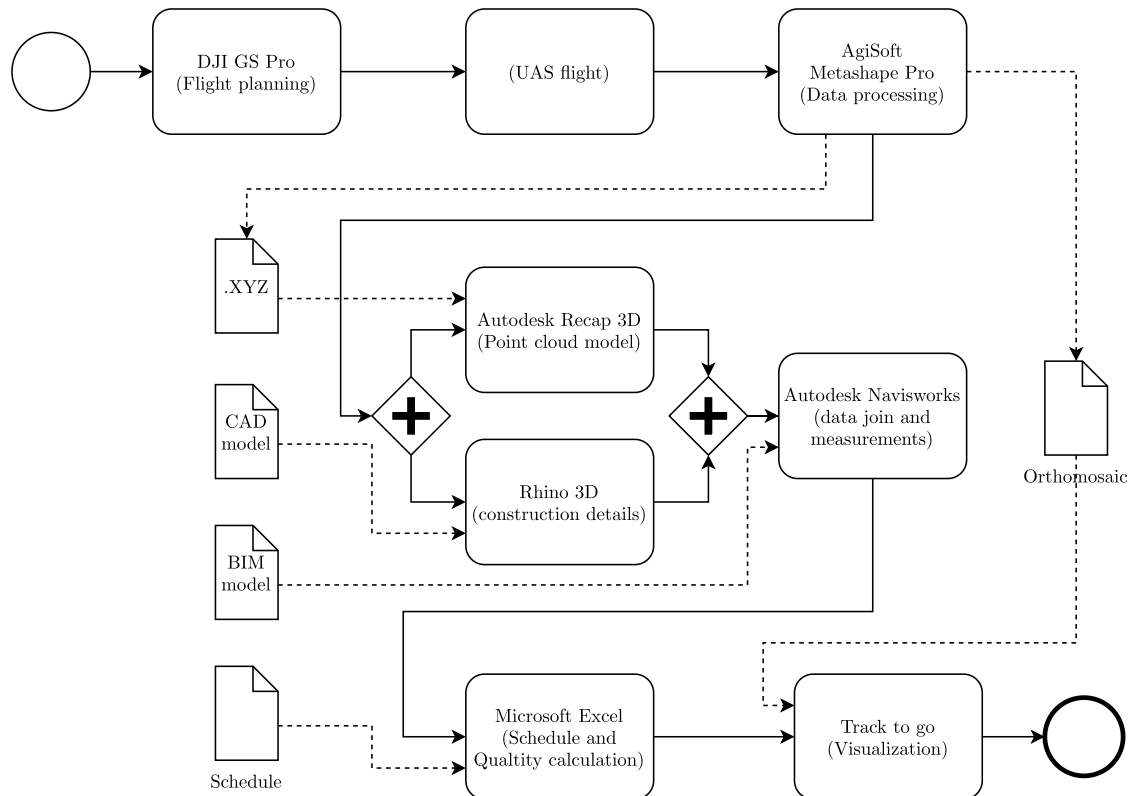 DJI GS Pro
(Flight planning)
(UAS flight)
AgiSoft
Metashape Pro
(Data processing)
.XYZ
Autodesk Recap 3D
(Point cloud model)
CAD
model
Autodesk Navisworks
(data join and
measurements)
Orthomosaic
Rhino 3D
(construction details)
BIM
model
Schedule
Microsoft Excel
(Schedule and
Qualtity calculation)
Track to go
(Visualization)